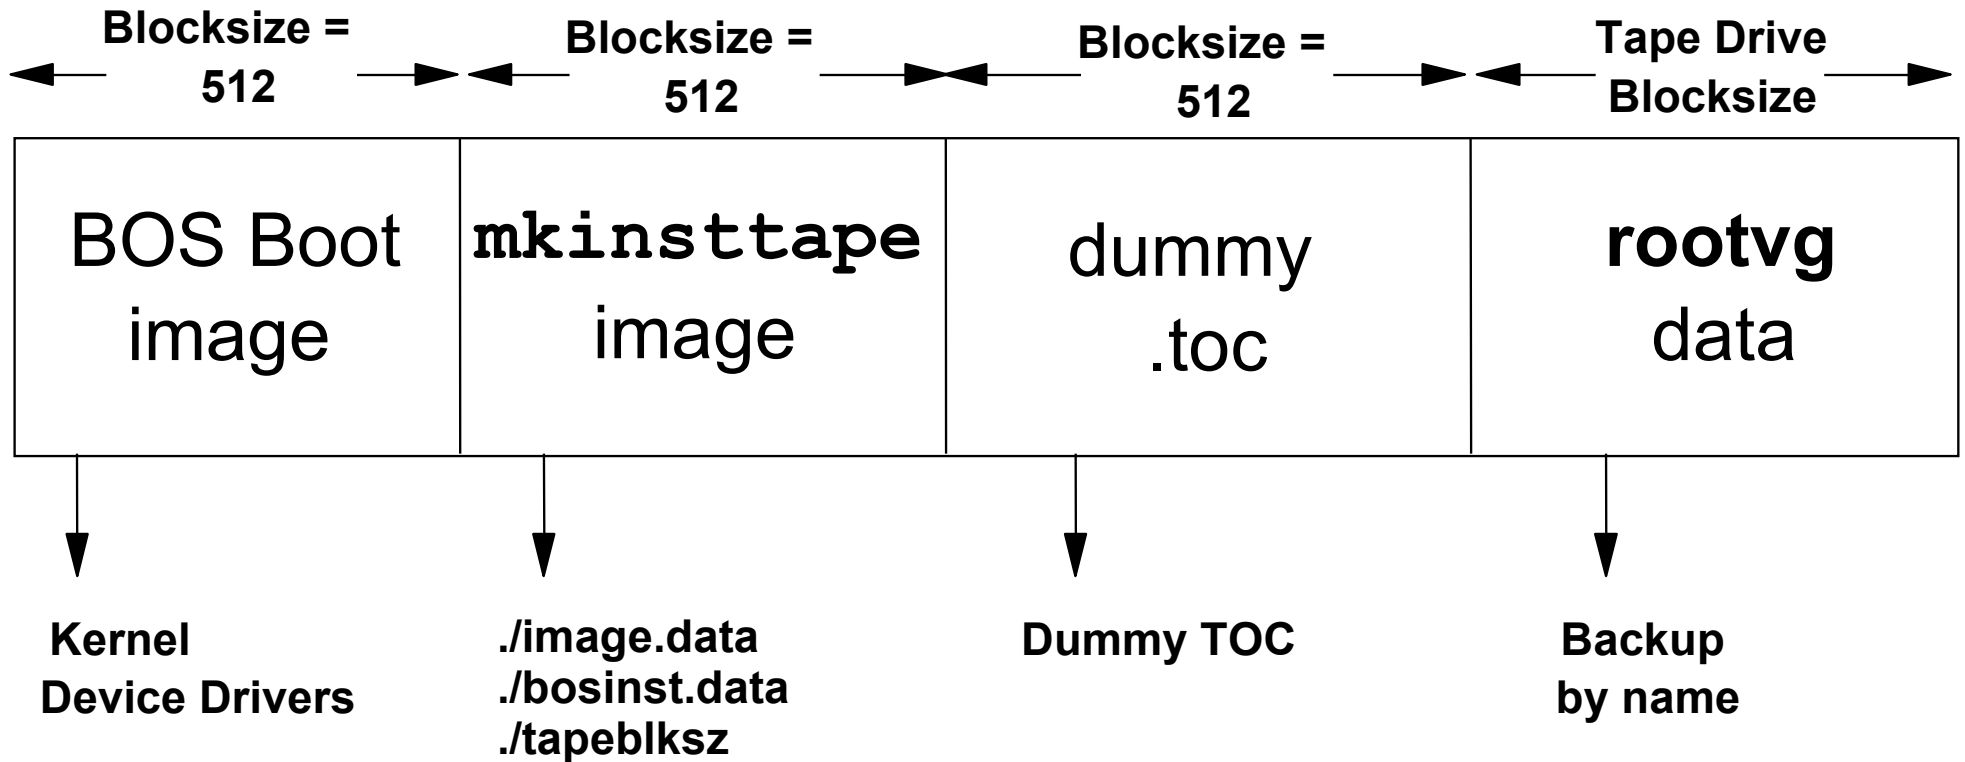 Blocksize =
512
Blocksize =
512
Blocksize =
512
Tape Drive
Blocksize
BOS Boot
image
mkinsttape
image
dummy
.toc
rootvg
data
Kernel
Device Drivers
./image.data
./bosinst.data
./tapeblksz
Dummy TOC
Backup
by name